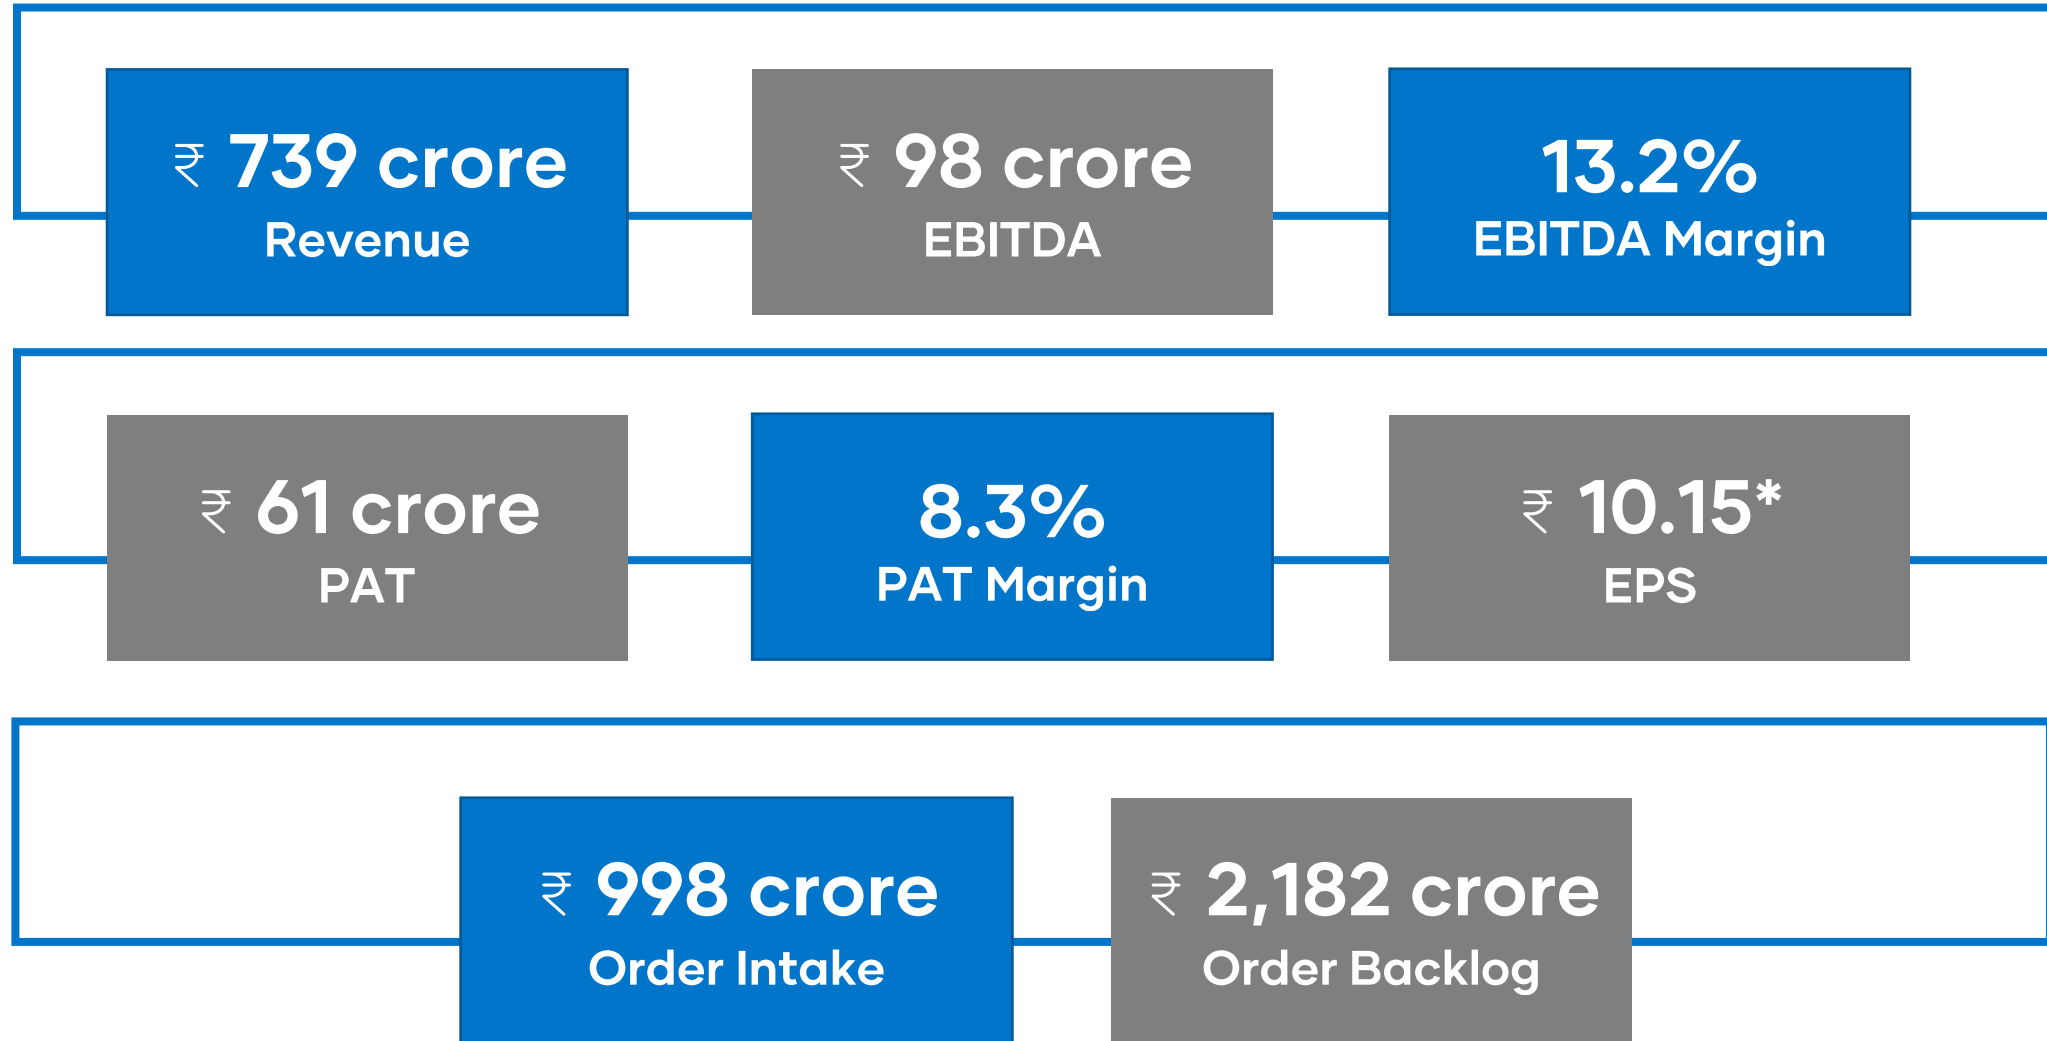 ₹ 739 crore
Revenue
₹ 98 crore
EBITDA
13.2%
EBITDA Margin
₹ 61 crore
PAT
8.3%
PAT Margin
₹ 10.15*
EPS
₹ 998 crore
Order Intake
₹ 2,182 crore
Order Backlog